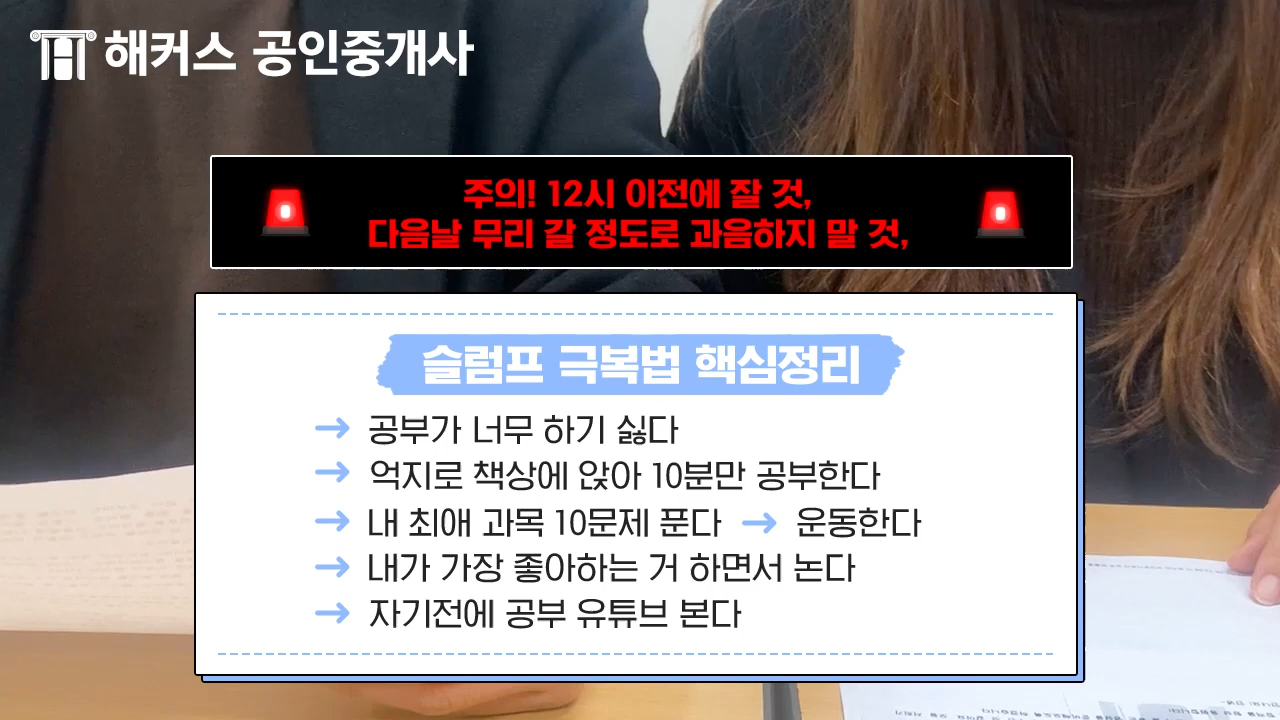 해커스 공인중개사
주의! 12시 이전에 잘 것,
다음날 무리 갈 정도로 과음하지 말 것,
슬럼프 극복법 핵심정리
→ 공부가 너무 하기 싫다
→ 억지로 책상에 앉아 10분만 공부한다
→ 내 최애 과목 10문제 푼다 → 운동한다
→ 내가 가장 좋아하는 거 하면서 논다
→ 자기전에 공부 유튜브 본다